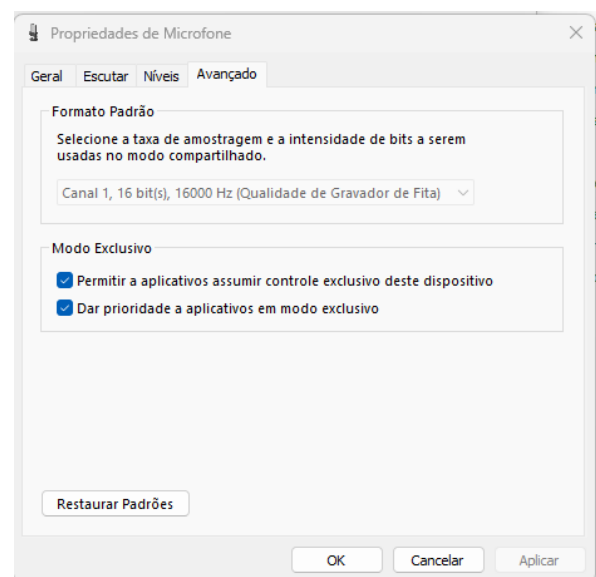 Propriedades de Microfone
Geral Escutar Níveis Avançado
Formato Padrão
Selecione a taxa de amostragem e a intensidade de bits a serem
usadas no modo compartilhado.
Canal 1, 16 bit(s), 16000 Hz (Qualidade de Gravador de Fita)
Modo Exclusivo
Permitir a aplicativos assumir controle exclusivo deste dispositivo
Dar prioridade a aplicativos em modo exclusivo
Restaurar Padrões
OK Cancelar Aplicar